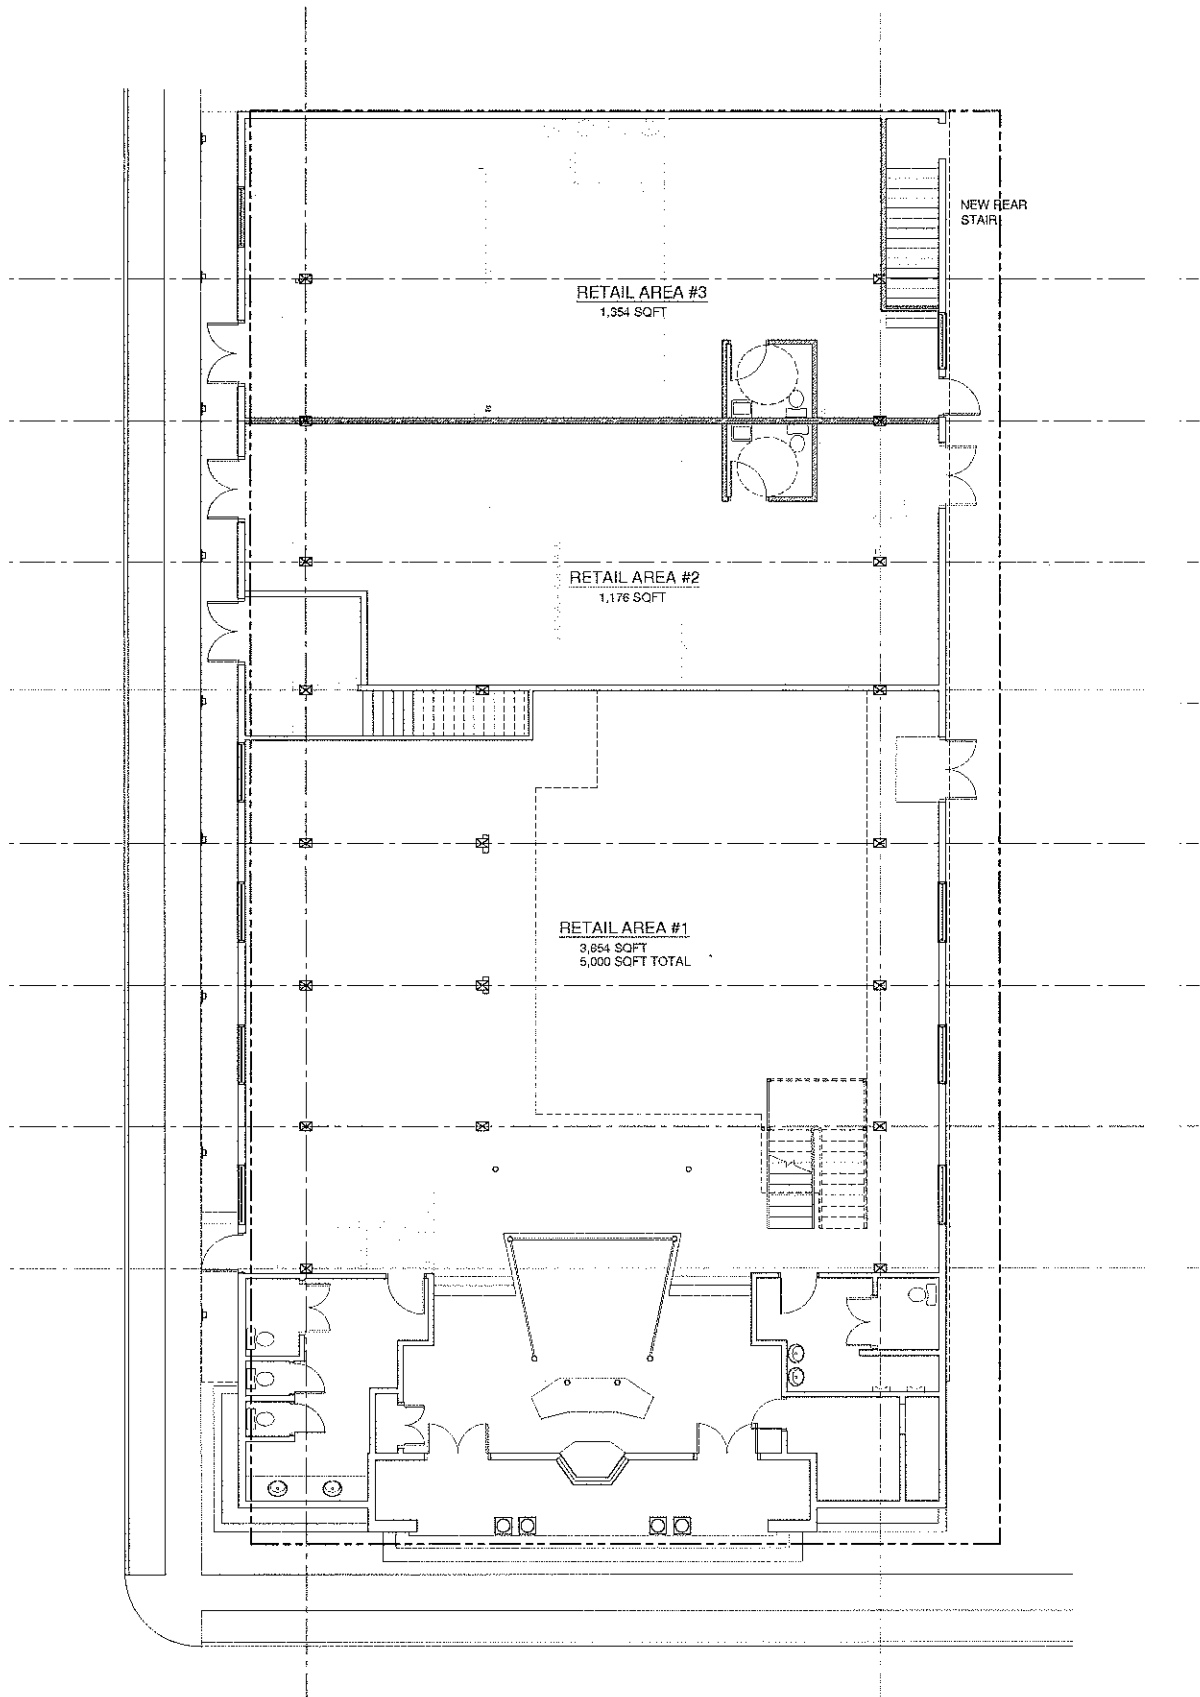 NEW REAR
STAIR
RETAIL AREA #3
1,354 SQFT
RETAIL AREA #2
1,176 SQFT
RETAIL AREA #1
3,654 SQFT
5,000 SQFT TOTAL